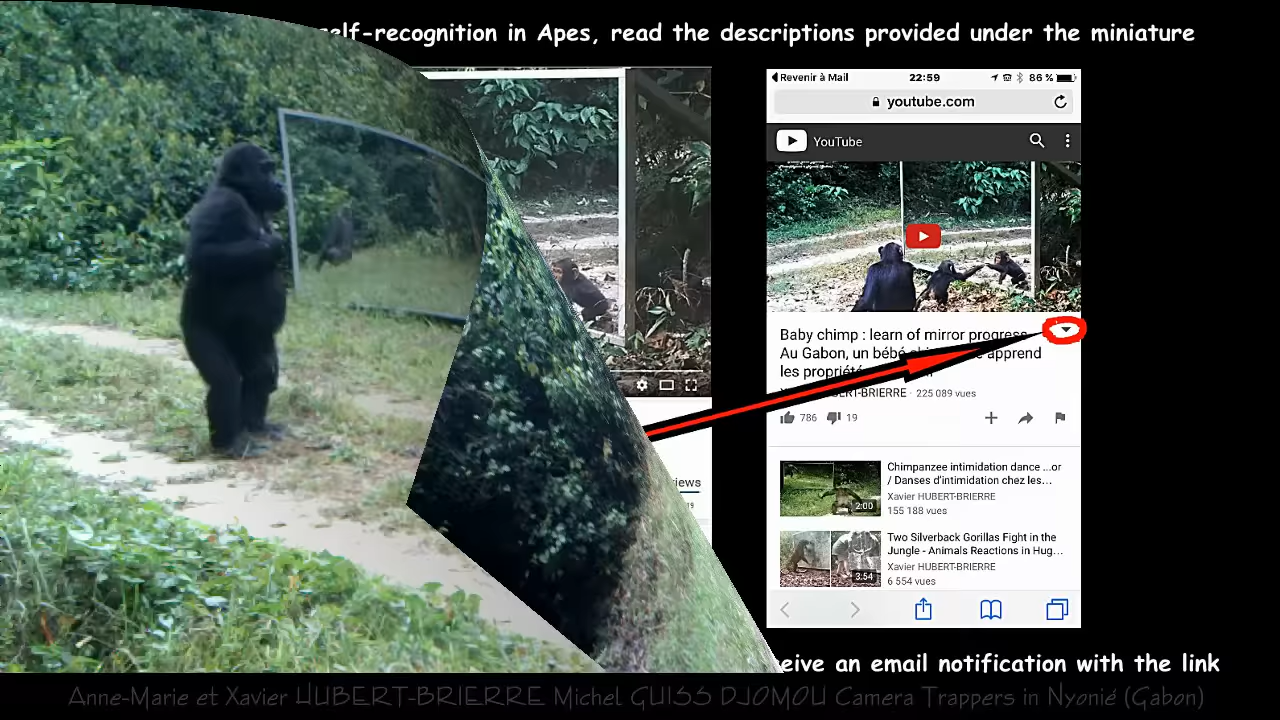 self-recognition in Apes, read the descriptions provided under the miniature
Revenir à Mail 22:59 86 %
youtube.com
YouTube
Baby chimp : learn of mirror progress
Au Gabon, un bébé apprend
les
HUBERT-BRIERRE · 225 089 vues
786 19
Chimpanzee intimidation dance ...or
/ Danses d'intimidation chez les...
Xavier HUBERT-BRIERRE
155 188 vues
2:00
Two Silverback Gorillas Fight in the
Jungle - Animals Reactions in Hug...
Xavier HUBERT-BRIERRE
6 554 vues
3:54
iews
19
eive an email notification with the link
Anne-Marie et Xavier HUBERT-BRIERRE Michel GUISS DJOMOU Camera Trappers in Nyonié (Gabon)